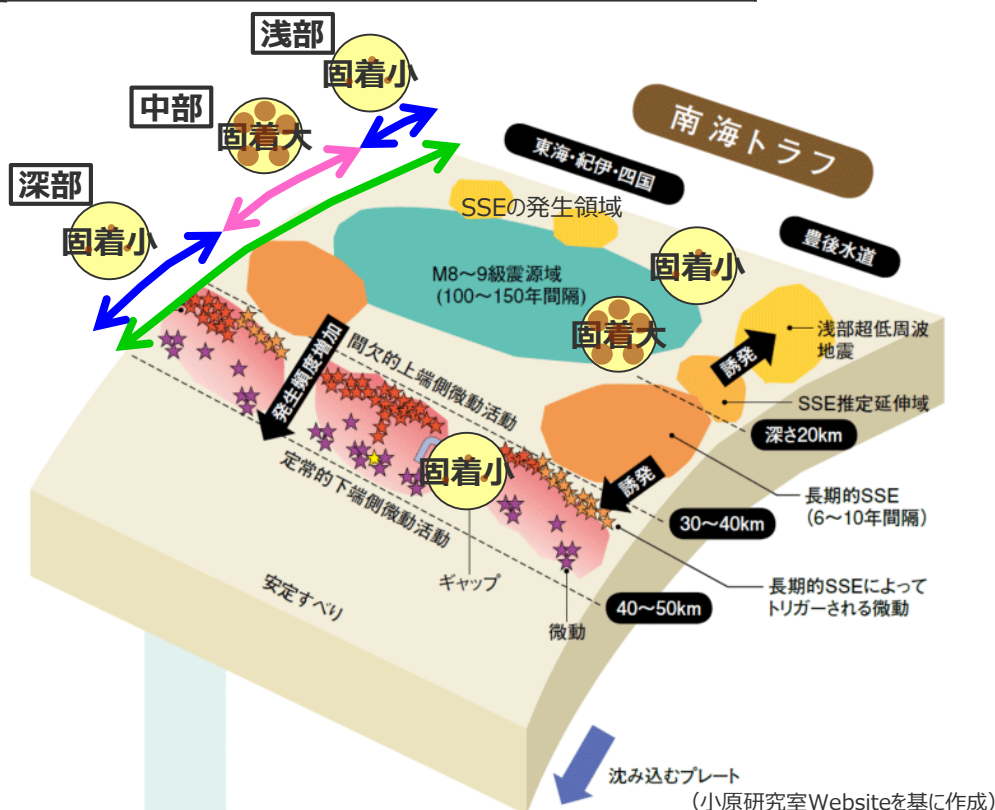 浅部
固着小
中部
固着大
深部
固着小
南海トラフ
東海・紀伊・四国
豊後水道
SSEの発生領域
固着小
M8～9級震源域
(100～150年間隔)
固着大
浅部超低周波
地震
誘発
SSE推定延伸域
深さ20km
発生頻度増加
間欠的上端側微動活動
定常的下端側微動活動
固着小
誘発
長期的SSE
(6～10年間隔)
30～40km
ギャップ
長期的SSEによって
トリガーされる微動
40～50km
微動
安定すべり
沈み込むプレート
(小原研究室Websiteを基に作成)